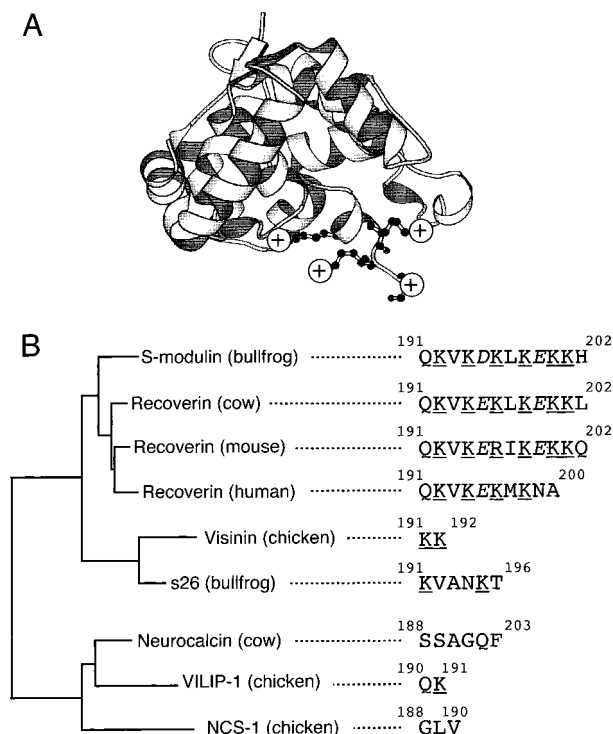 A
+
+
+
+
B
191 202
S-modulin (bullfrog) QKVKDKLKEKKH
191 202
Recoverin (cow) QKVKEKLKEKKL
191 202
Recoverin (mouse) QKVKERIKEKKQ
191 200
Recoverin (human) QKVKEKMKNA
191 192
Visinin (chicken) KK
191 196
s26 (bullfrog) KVANKT
188 203
Neurocalcin (cow) SSAGQF
190 191
VILIP-1 (chicken) QK
188 190
NCS-1 (chicken) GLV